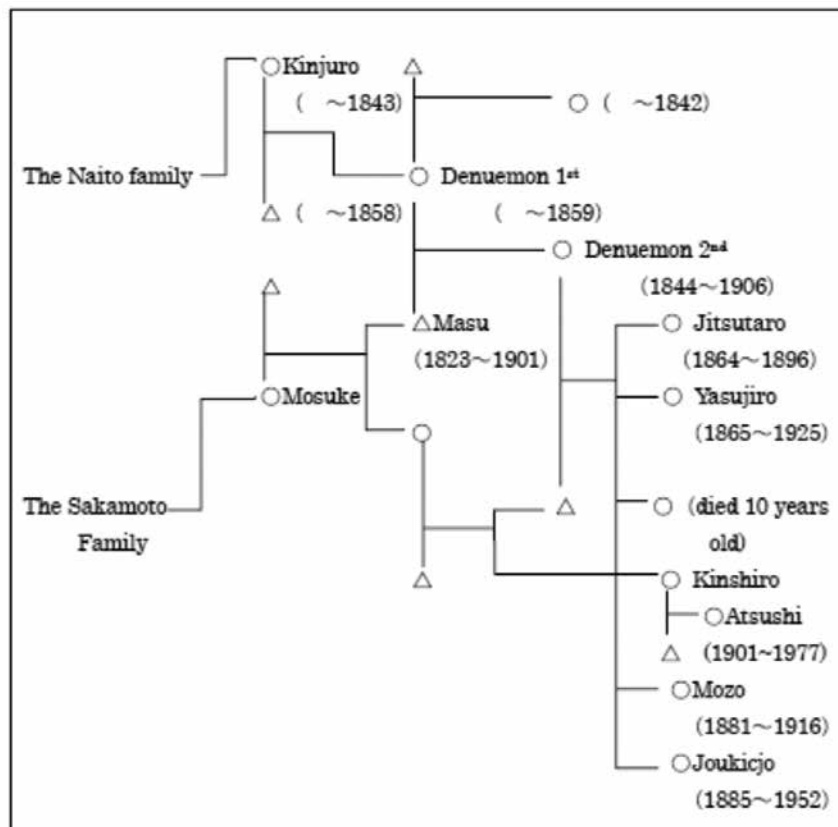 Kinjuro
( ~1843)
( ~1842)
The Naito family
Denuemon 1st
( ~1858)
( ~1859)
Denuemon 2nd
(1844~1906)
Masu
(1823~1901)
Jitsutaro
(1864~1896)
Mosuke
Yasujiro
(1865~1925)
The Sakamoto
Family
(died 10 years
old)
Kinshiro
Atsushi
(1901~1977)
Mozo
(1881~1916)
Joukicjo
(1885~1952)